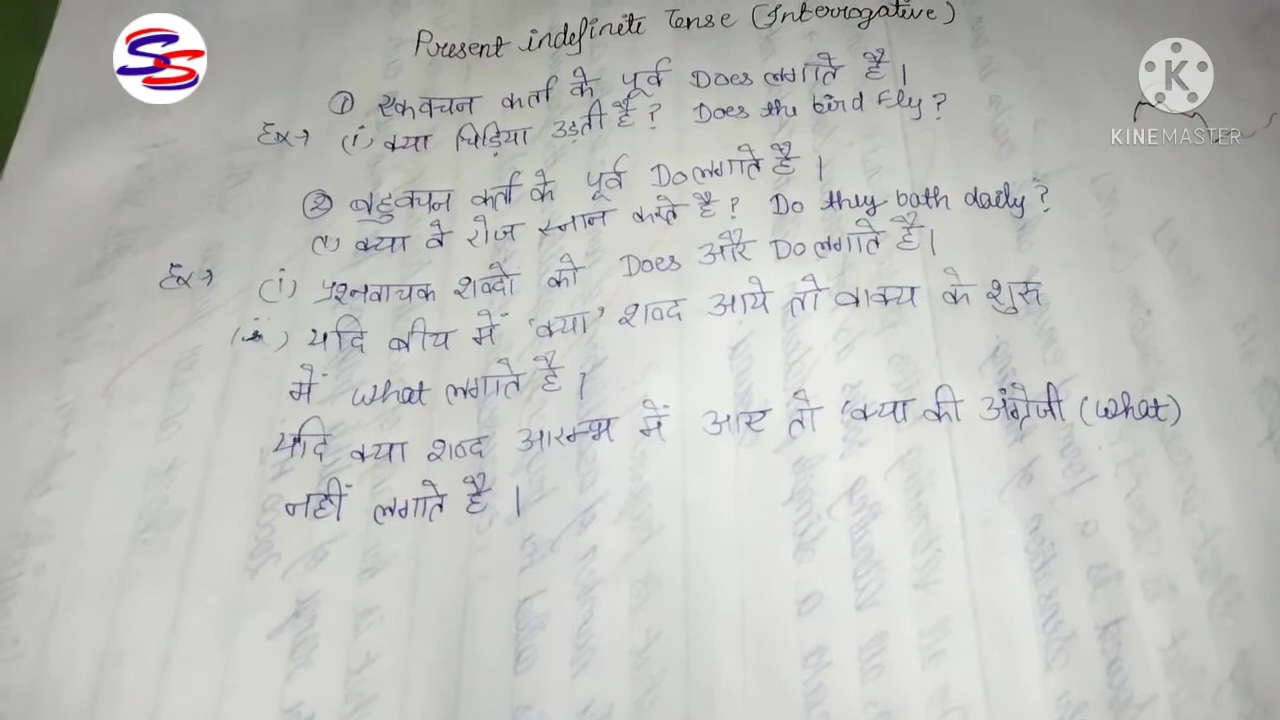 SS
KINEMASTER
Present indefinite Tense (Interrogative)
① एकवचन कर्ता के पूर्व Does लगाते है।
Ex→ (i) क्या चिड़िया उड़ती है? Does the bird Fly?
② बहुवचन कर्ता के पूर्व Do लगाते है।
(i) क्या वे रोज स्नान करते है? Do they bath daily?
Ex→ (i) प्रश्नवाचक शब्दो को Does और Do लगाते है।
यदि बीच में 'क्या' शब्द आये तो वाक्य के शुरू
में What लगाते है।
यदि क्या शब्द आरम्भ में आए तो 'क्या की अंग्रेजी (What)
नहीं लगाते है।